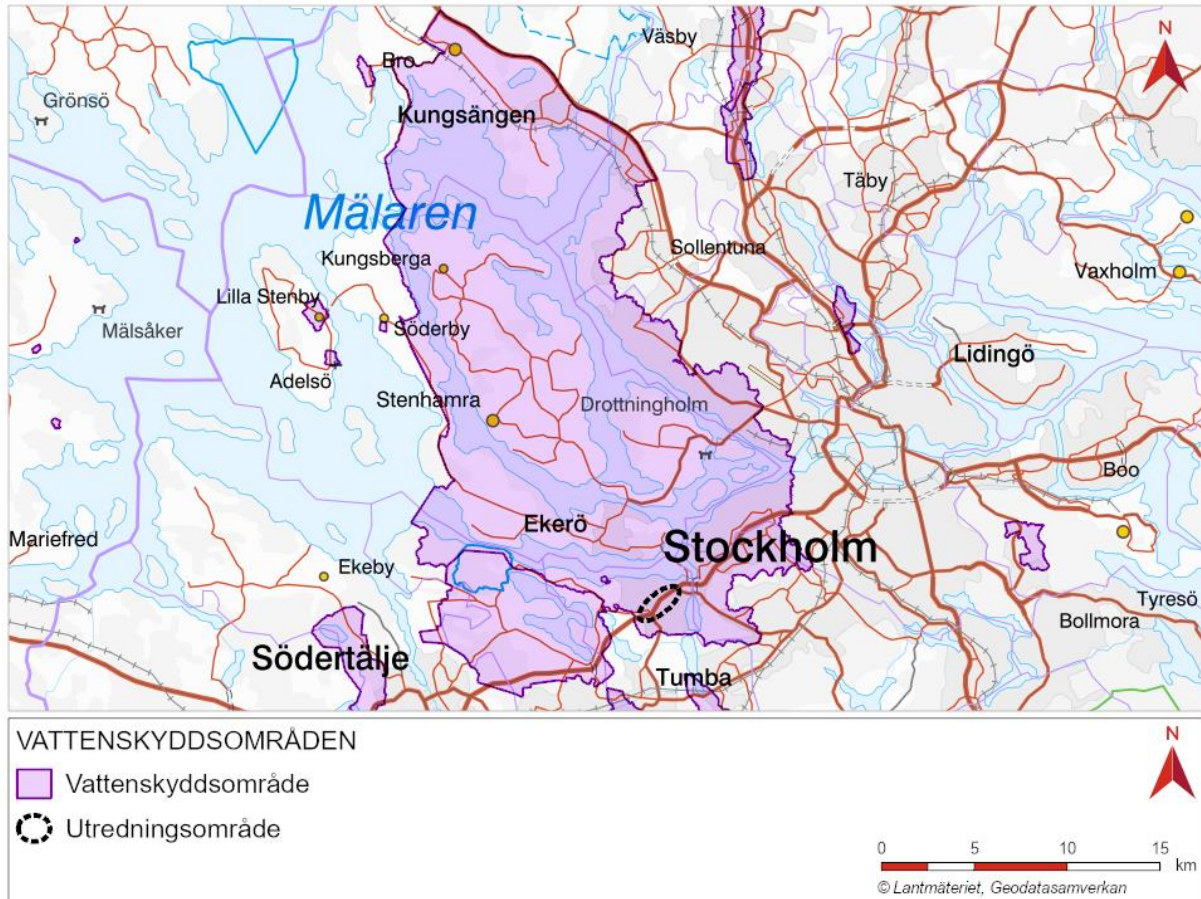 N
Väsby
Bro
Grönsö
Kungsängen
Täby
Mälaren
Sollentuna
Kungsberga
Vaxholm
Lilla Stenby
Mälsåker
Söderby
Lidingö
Adelsö
Stenhamra
Drottningholm
Boo
Ekerö
Mariefred
Stockholm
Ekeby
Tyresö
Bollmora
Södertälje
Tumba
VATTENSKYDDSOMRÅDEN
N
Vattenskyddsområde
Utredningsområde
0 5 10 15
km
© Lantmäteriet, Geodatasamverkan